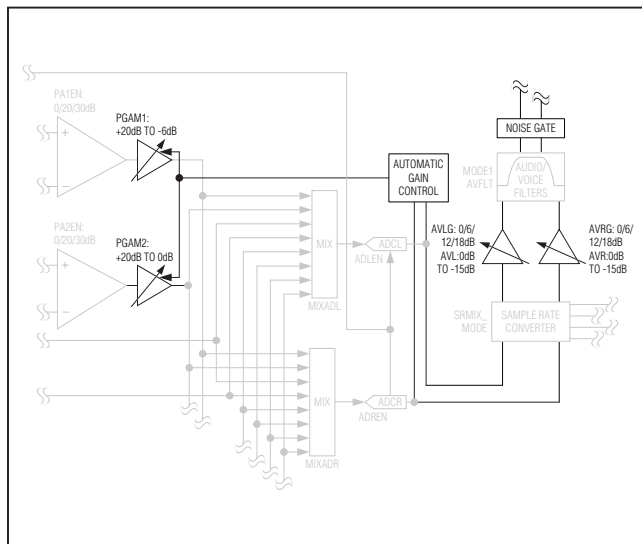 PA1EN:
0/20/30dB
+
−
PGAM1:
+20dB TO -6dB
PA2EN:
0/20/30dB
+
−
PGAM2:
+20dB TO 0dB
MIX
MIXADL
ADCL
ADLEN
MIX
MIXADR
ADCR
ADREN
AUTOMATIC
GAIN
CONTROL
NOISE GATE
MODE1
AVFLT
AUDIO/
VOICE
FILTERS
AVLG: 0/6/
12/18dB
AVL:0dB
TO -15dB
AVRG: 0/6/
12/18dB
AVR:0dB
TO -15dB
SRMIX_
MODE
SAMPLE RATE
CONVERTER